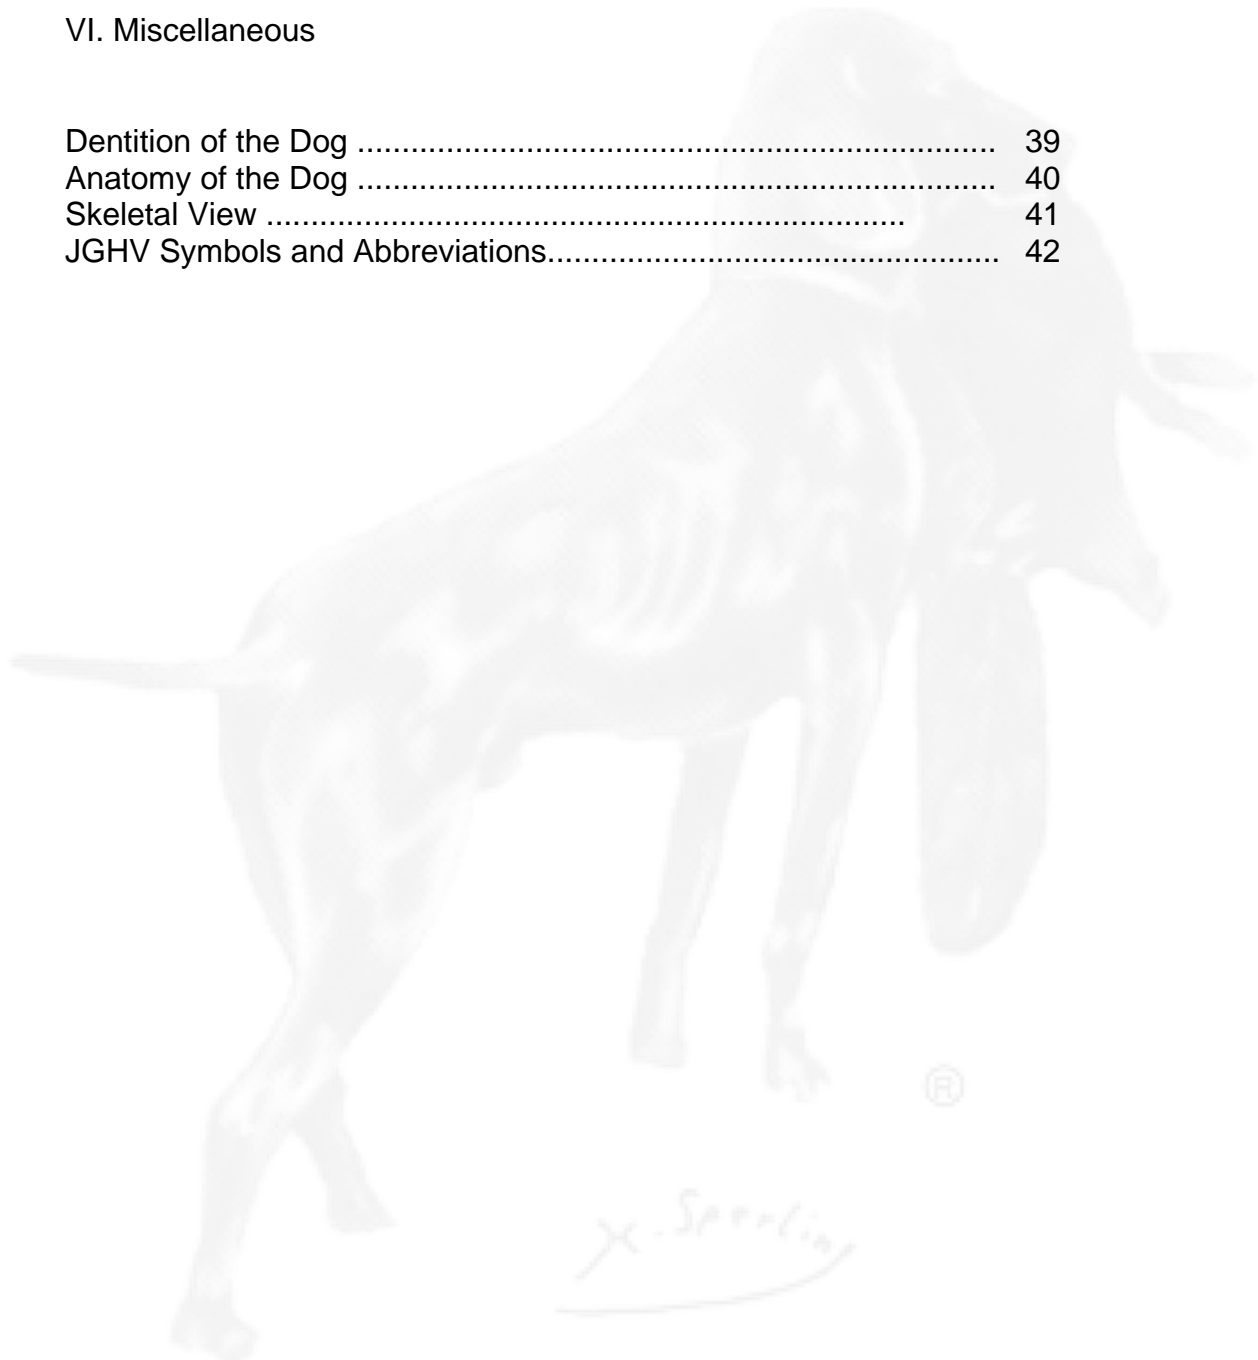 VI. Miscellaneous
Dentition of the Dog ........................................................................ 39
Anatomy of the Dog ........................................................................ 40
Skeletal View ........................................................................ 41
JGHV Symbols and Abbreviations................................................... 42
®
H. Sperling